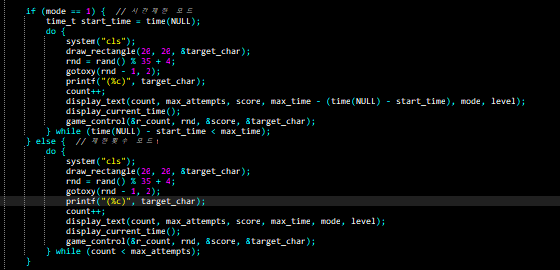 if (mode == 1) {  // 시간제한 모드
    time_t start_time = time(NULL);
    do {
        system("cls");
        draw_rectangle(20, 20, &target_char);
        rnd = rand() % 35 + 4;
        gotoxy(rnd - 1, 2);
        printf("(%c)", target_char);
        count++;
        display_text(count, max_attempts, score, max_time - (time(NULL) - start_time), mode, level);
        display_current_time();
        game_control(&r_count, rnd, &score, &target_char);
    } while (time(NULL) - start_time < max_time);
} else {  // 제한횟수 모드!
    do {
        system("cls");
        draw_rectangle(20, 20, &target_char);
        rnd = rand() % 35 + 4;
        gotoxy(rnd - 1, 2);
        printf("(%c)", target_char);
        count++;
        display_text(count, max_attempts, score, max_time, mode, level);
        display_current_time();
        game_control(&r_count, rnd, &score, &target_char);
    } while (count < max_attempts);
}